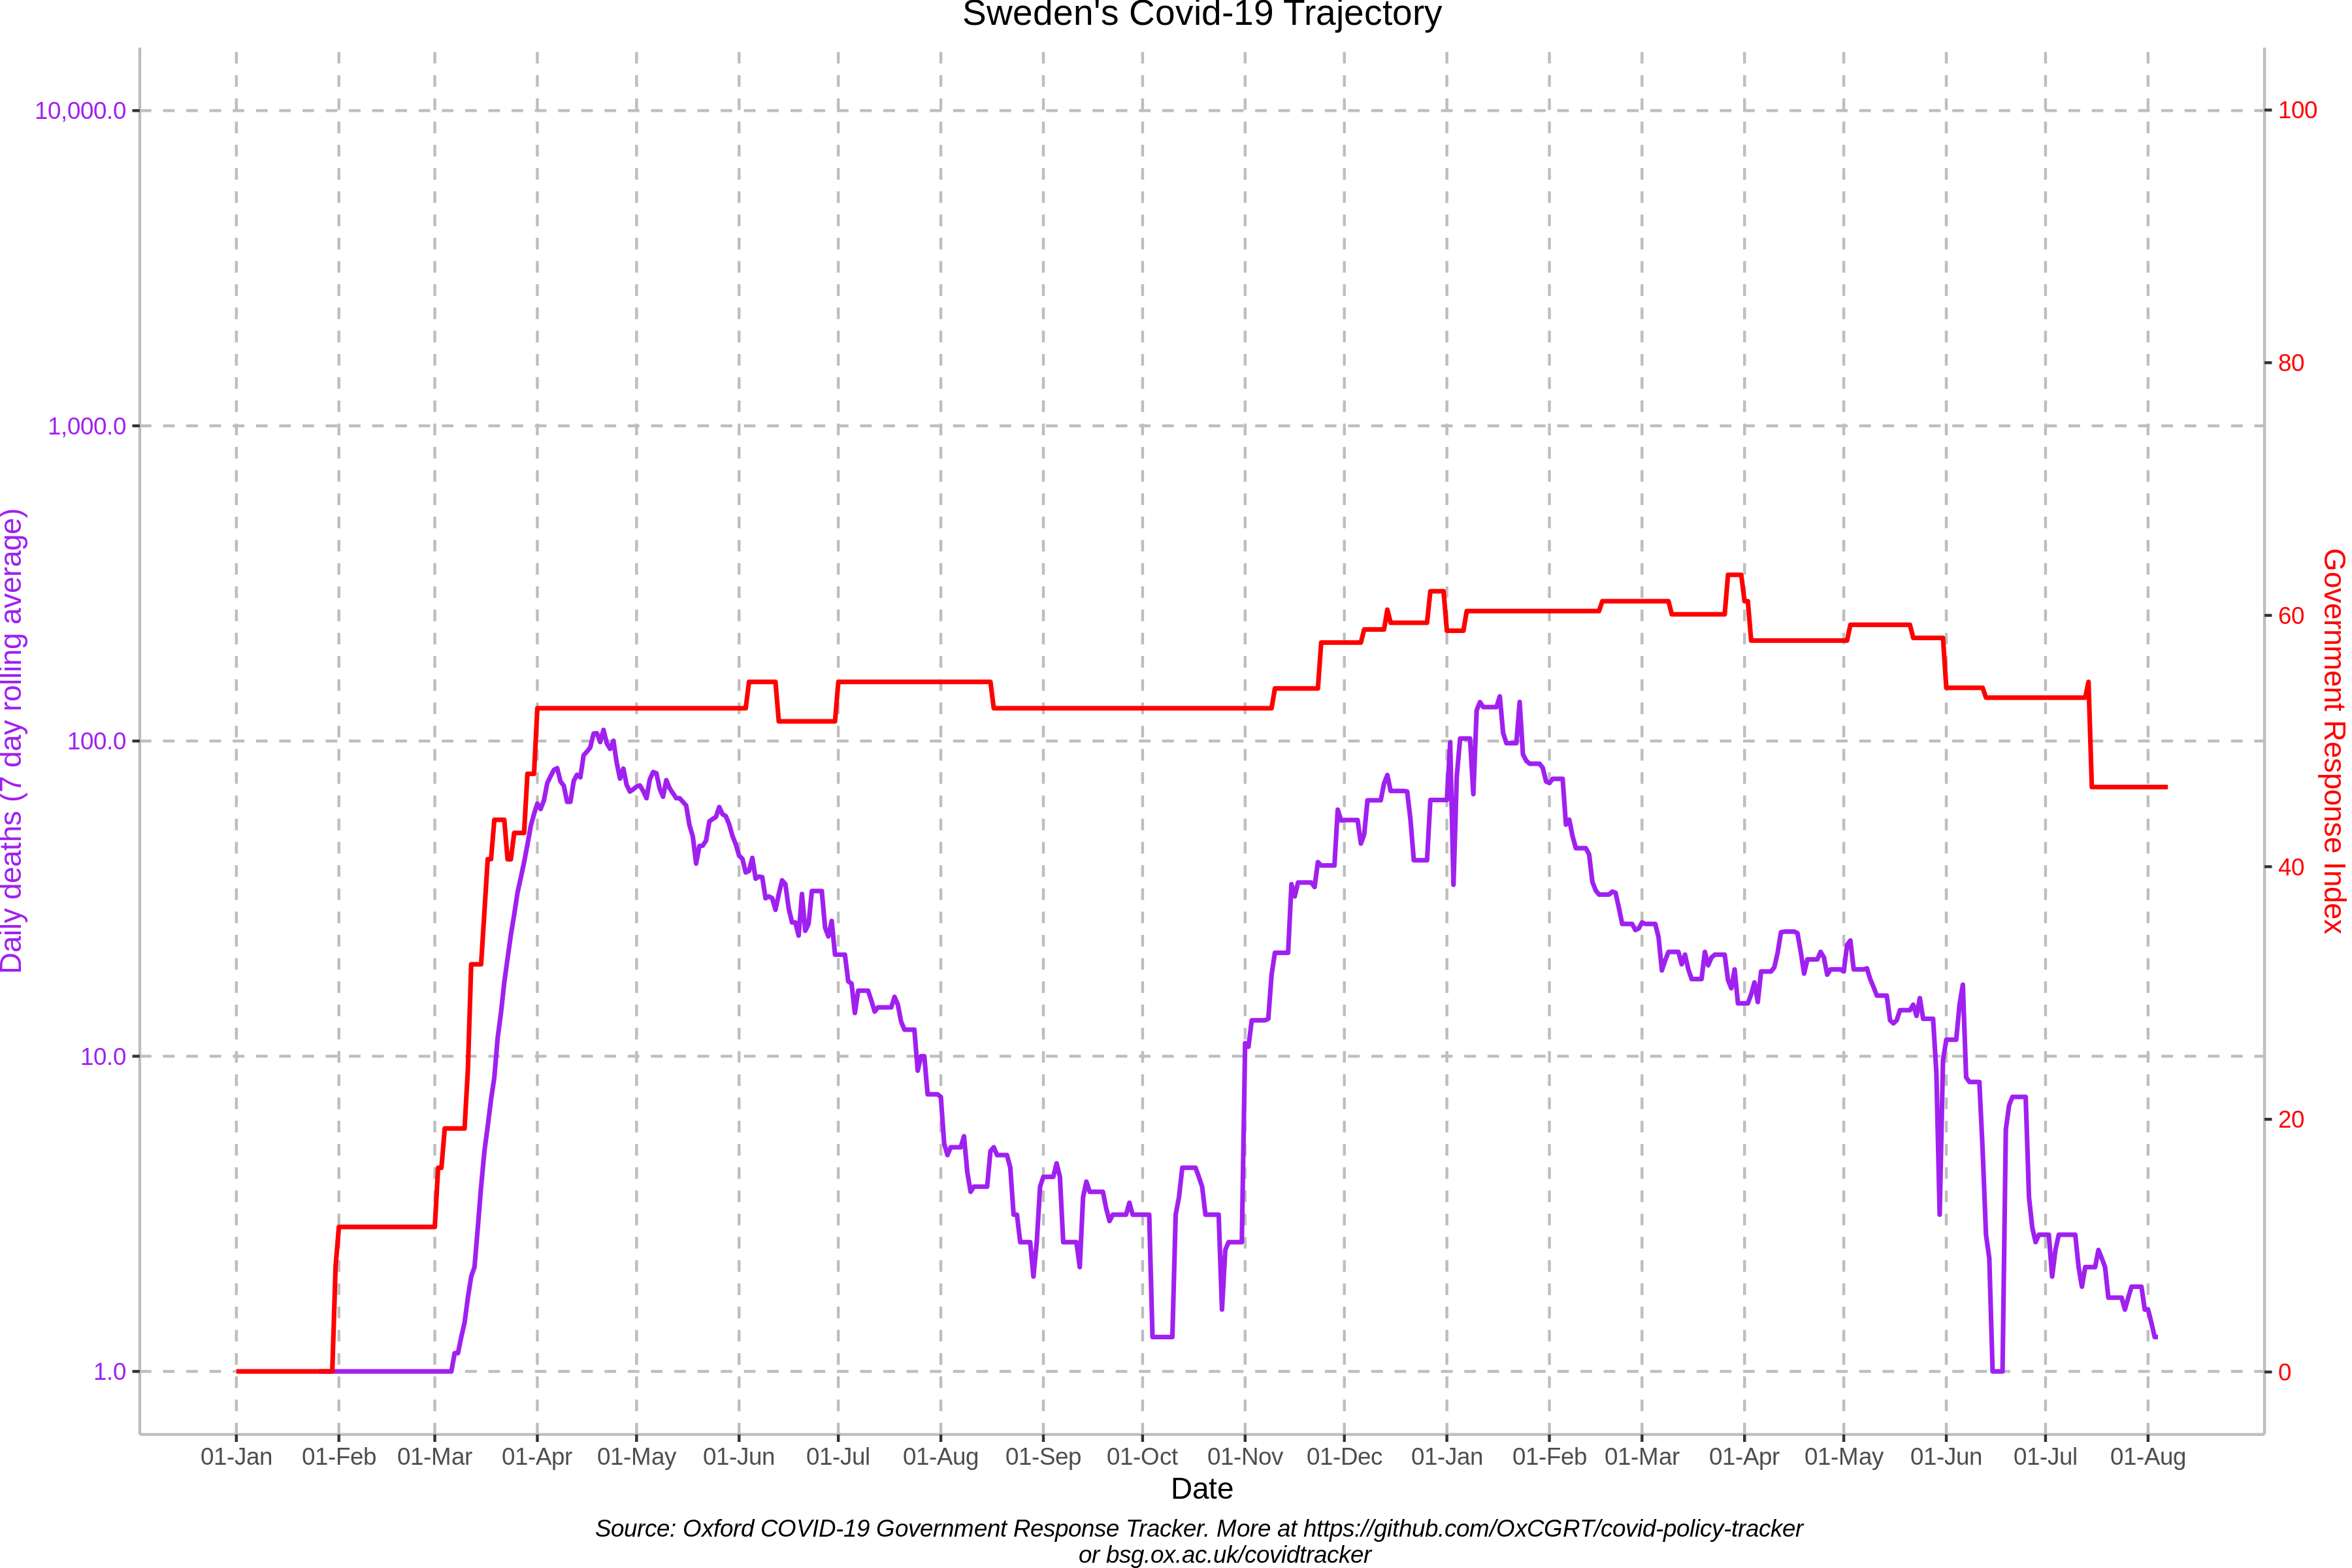 Sweden's Covid-19 Trajectory
10,000.0
1,000.0
100.0
10.0
1.0
Daily deaths (7 day rolling average)
100
80
60
40
20
0
Government Response Index
01-Jan 01-Feb 01-Mar 01-Apr 01-May 01-Jun 01-Jul 01-Aug 01-Sep 01-Oct 01-Nov 01-Dec 01-Jan 01-Feb 01-Mar 01-Apr 01-May 01-Jun 01-Jul 01-Aug
Date
Source: Oxford COVID-19 Government Response Tracker. More at https://github.com/OxCGRT/covid-policy-tracker
or bsg.ox.ac.uk/covidtracker